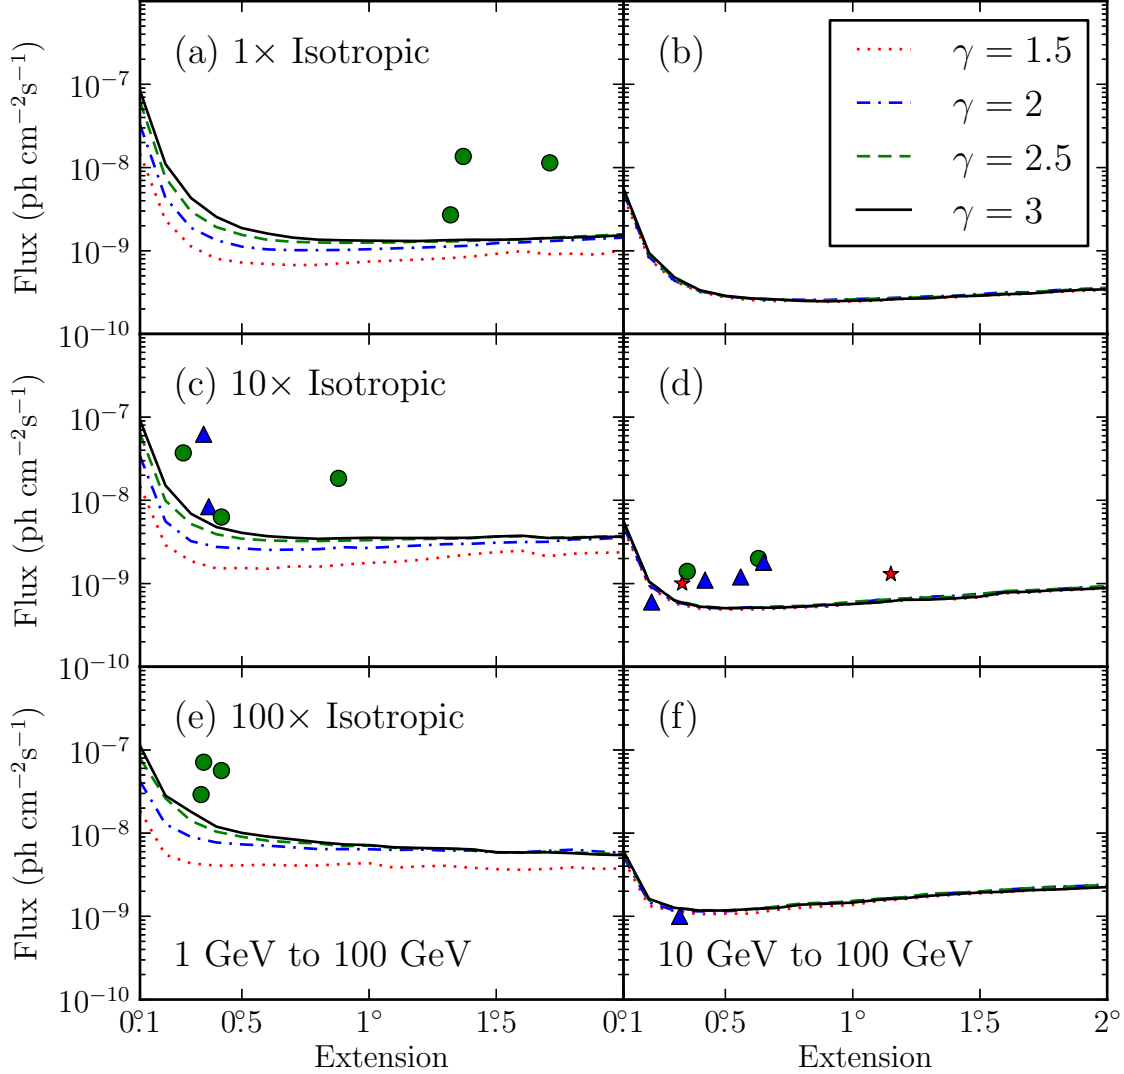 (a) 1× Isotropic
(b)
γ = 1.5
γ = 2
γ = 2.5
γ = 3
Flux (ph cm⁻²s⁻¹)
10⁻⁷
10⁻⁸
10⁻⁹
10⁻¹⁰
(c) 10× Isotropic
(d)
Flux (ph cm⁻²s⁻¹)
10⁻⁷
10⁻⁸
10⁻⁹
10⁻¹⁰
(e) 100× Isotropic
(f)
Flux (ph cm⁻²s⁻¹)
10⁻⁷
10⁻⁸
10⁻⁹
10⁻¹⁰
1 GeV to 100 GeV
10 GeV to 100 GeV
0°.1 0°.5 1° 1°.5 0°.1 0°.5 1° 1°.5 2°
Extension
Extension